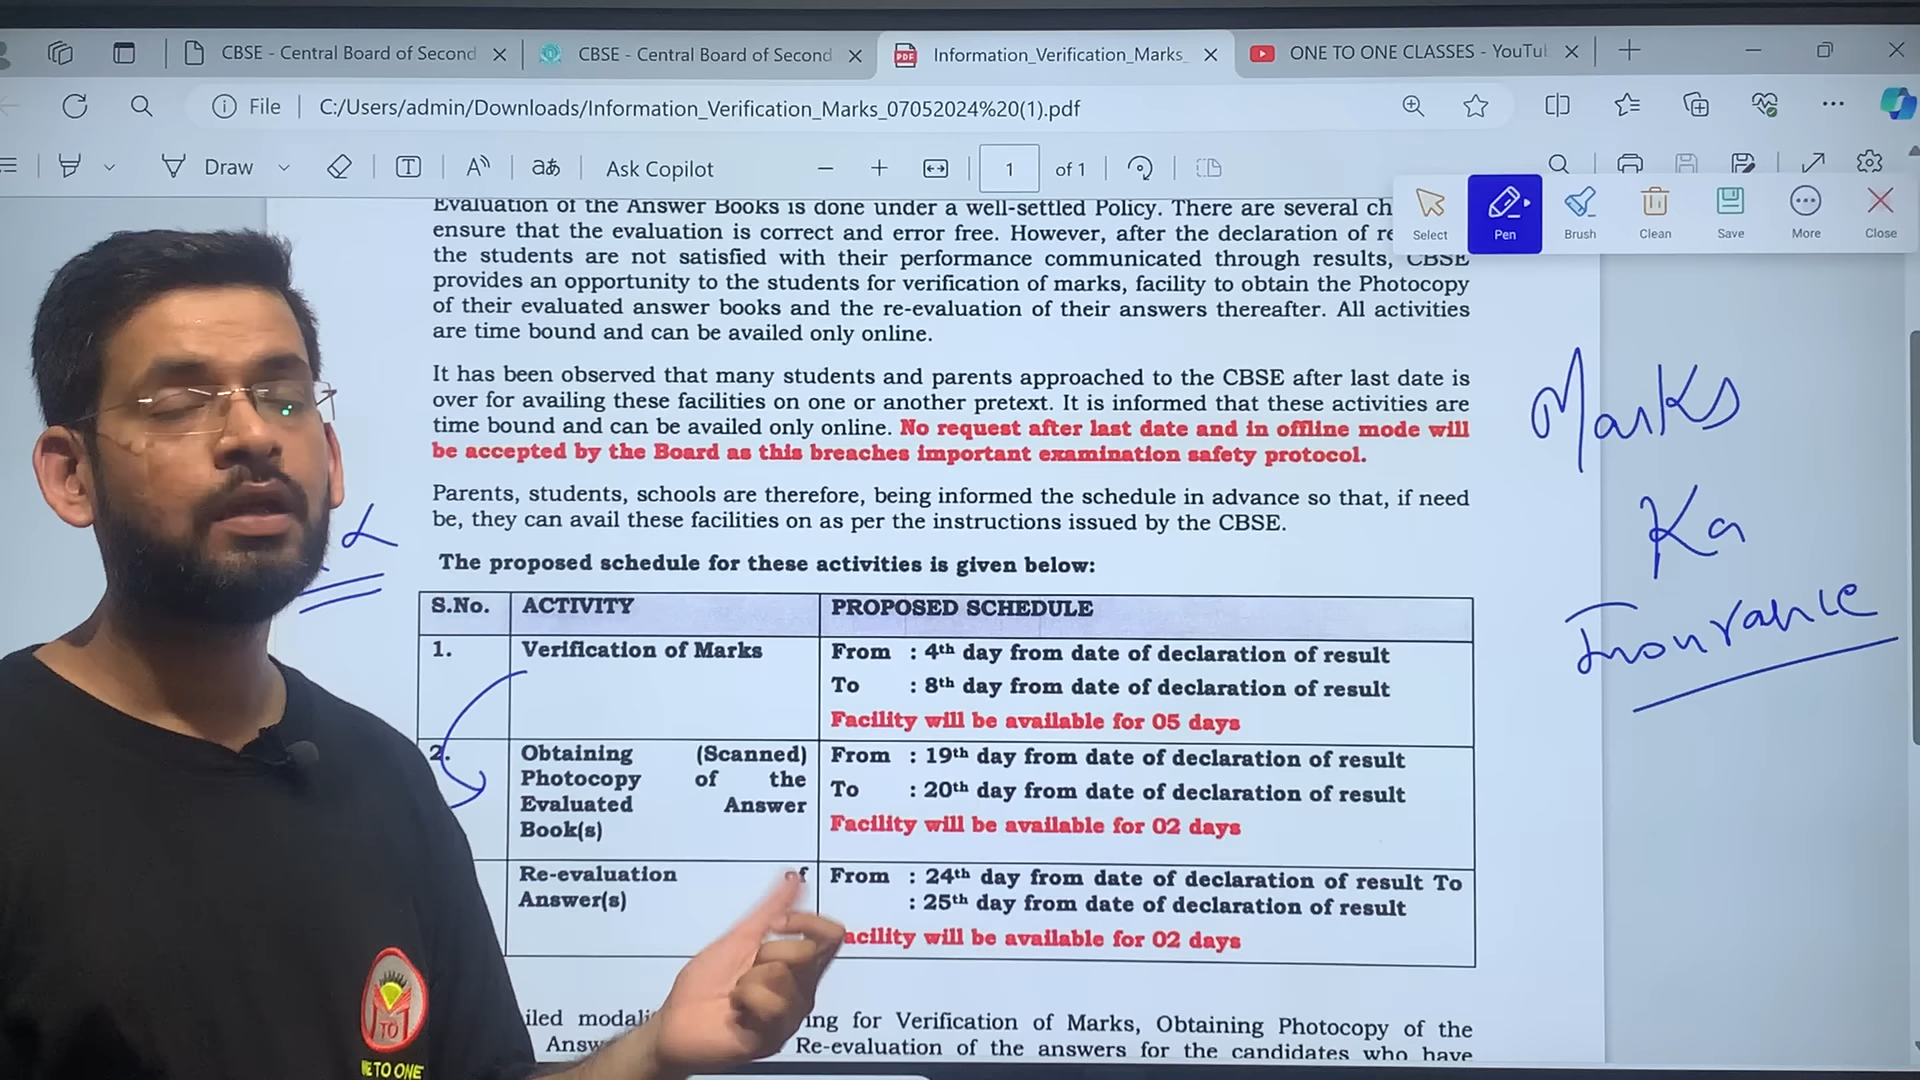 CBSE - Central Board of Second
CBSE - Central Board of Second
Information_Verification_Marks_
ONE TO ONE CLASSES - YouTu
File
C:/Users/admin/Downloads/Information_Verification_Marks_07052024%20(1).pdf
Draw
Ask Copilot
1 of 1
Select
Pen
Brush
Clean
Save
More
Close
Evaluation of the Answer Books is done under a well-settled Policy. There are several ch
ensure that the evaluation is correct and error free. However, after the declaration of re
the students are not satisfied with their performance communicated through results, CBSE
provides an opportunity to the students for verification of marks, facility to obtain the Photocopy
of their evaluated answer books and the re-evaluation of their answers thereafter. All activities
are time bound and can be availed only online.
It has been observed that many students and parents approached to the CBSE after last date is
over for availing these facilities on one or another pretext. It is informed that these activities are
time bound and can be availed only online. No request after last date and in offline mode will
be accepted by the Board as this breaches important examination safety protocol.
Parents, students, schools are therefore, being informed the schedule in advance so that, if need
be, they can avail these facilities on as per the instructions issued by the CBSE.
The proposed schedule for these activities is given below:
S.No. ACTIVITY PROPOSED SCHEDULE
1. Verification of Marks From : 4th day from date of declaration of result
To : 8th day from date of declaration of result
Facility will be available for 05 days
2. Obtaining (Scanned) From : 19th day from date of declaration of result
Photocopy of the To : 20th day from date of declaration of result
Evaluated Answer Facility will be available for 02 days
Book(s)
Re-evaluation of From : 24th day from date of declaration of result To
Answer(s) : 25th day from date of declaration of result
acility will be available for 02 days
iled modali ing for Verification of Marks, Obtaining Photocopy of the
Answ Re-evaluation of the answers for the candidates who have
Marks
Ka
Insurance
TO
NE TO ONE